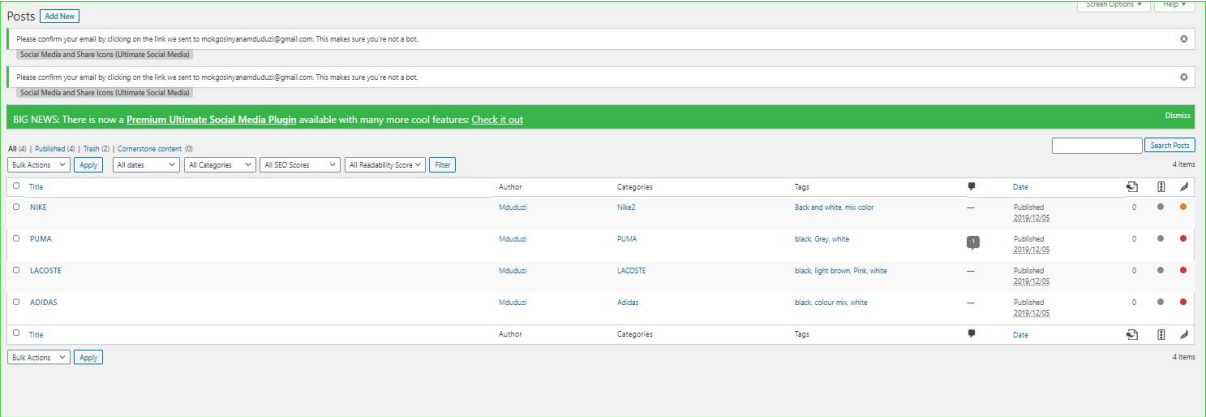 Screen Options ▼ Help ▼
Posts Add New
Please confirm your email by clicking on the link we sent to mokgosinyanamduduzi@gmail.com. This makes sure you're not a bot.
Social Media and Share Icons (Ultimate Social Media)
Please confirm your email by clicking on the link we sent to mokgosinyanamduduzi@gmail.com. This makes sure you're not a bot.
Social Media and Share Icons (Ultimate Social Media)
BIG NEWS: There is now a Premium Ultimate Social Media Plugin available with many more cool features: Check it out Dismiss
All (4) | Published (4) | Trash (2) | Cornerstone content (0) Search Posts
Bulk Actions Apply All dates All Categories All SEO Scores All Readability Score Filter 4 items
Title Author Categories Tags Date
NIKE Mduduzi Nike2 Back and white, mix color — Published 0
2019/12/05
PUMA Mduduzi PUMA black, Grey, white 1 Published 0
2019/12/05
LACOSTE Mduduzi LACOSTE black, light brown, Pink, white — Published 0
2019/12/05
ADIDAS Mduduzi Adidas black, colour mix, white — Published 0
2019/12/05
Title Author Categories Tags Date
Bulk Actions Apply 4 items